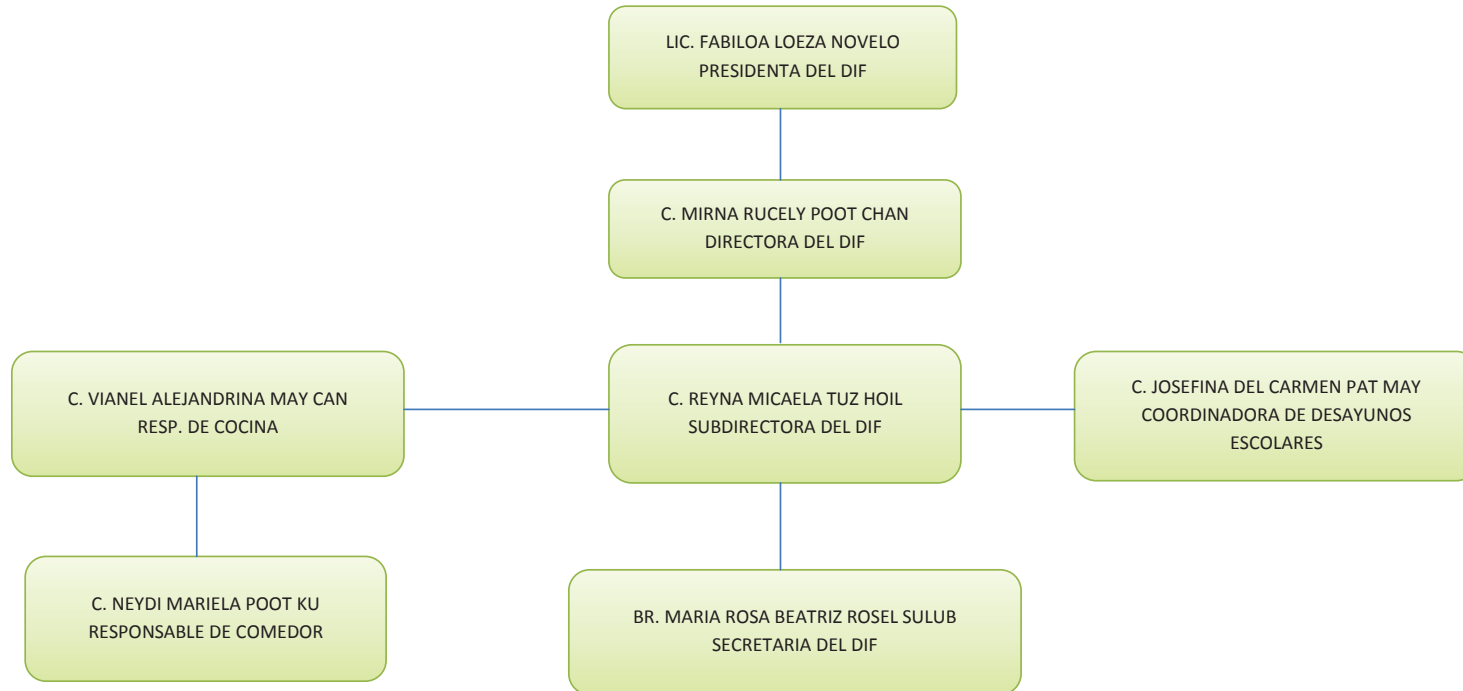 LIC. FABILOA LOEZA NOVELO
PRESIDENTA DEL DIF
C. MIRNA RUCELY POOT CHAN
DIRECTORA DEL DIF
C. VIANEL ALEJANDRINA MAY CAN
RESP. DE COCINA
C. REYNA MICAELA TUZ HOIL
SUBDIRECTORA DEL DIF
C. JOSEFINA DEL CARMEN PAT MAY
COORDINADORA DE DESAYUNOS
ESCOLARES
C. NEYDI MARIELA POOT KU
RESPONSABLE DE COMEDOR
BR. MARIA ROSA BEATRIZ ROSEL SULUB
SECRETARIA DEL DIF